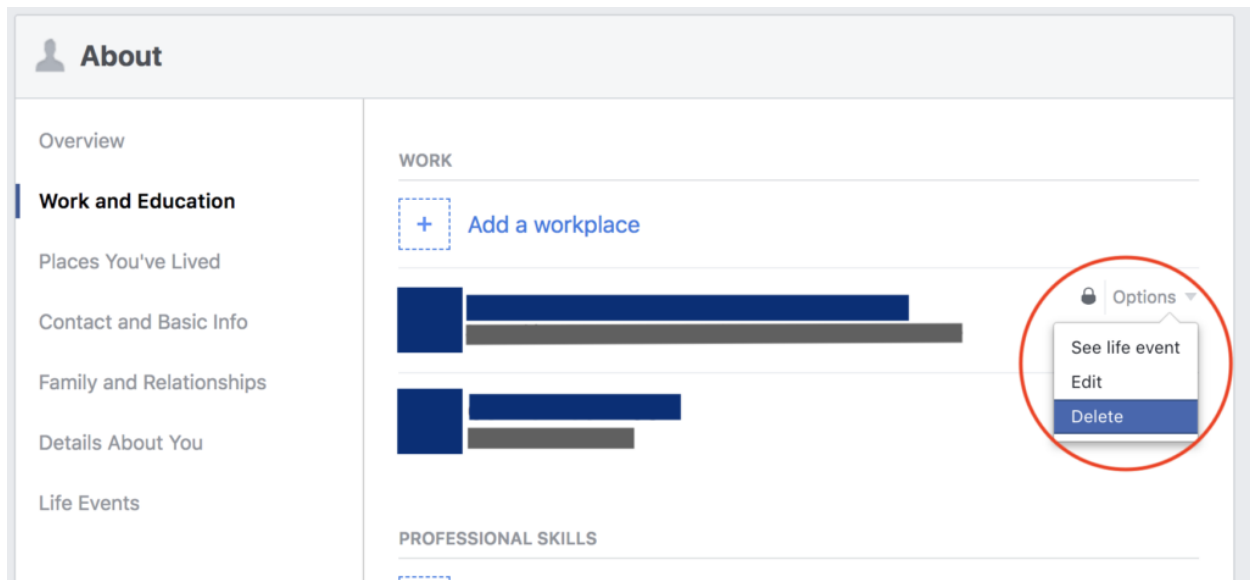 About
Overview
Work and Education
Places You've Lived
Contact and Basic Info
Family and Relationships
Details About You
Life Events
WORK
+ Add a workplace
Options
See life event
Edit
Delete
PROFESSIONAL SKILLS